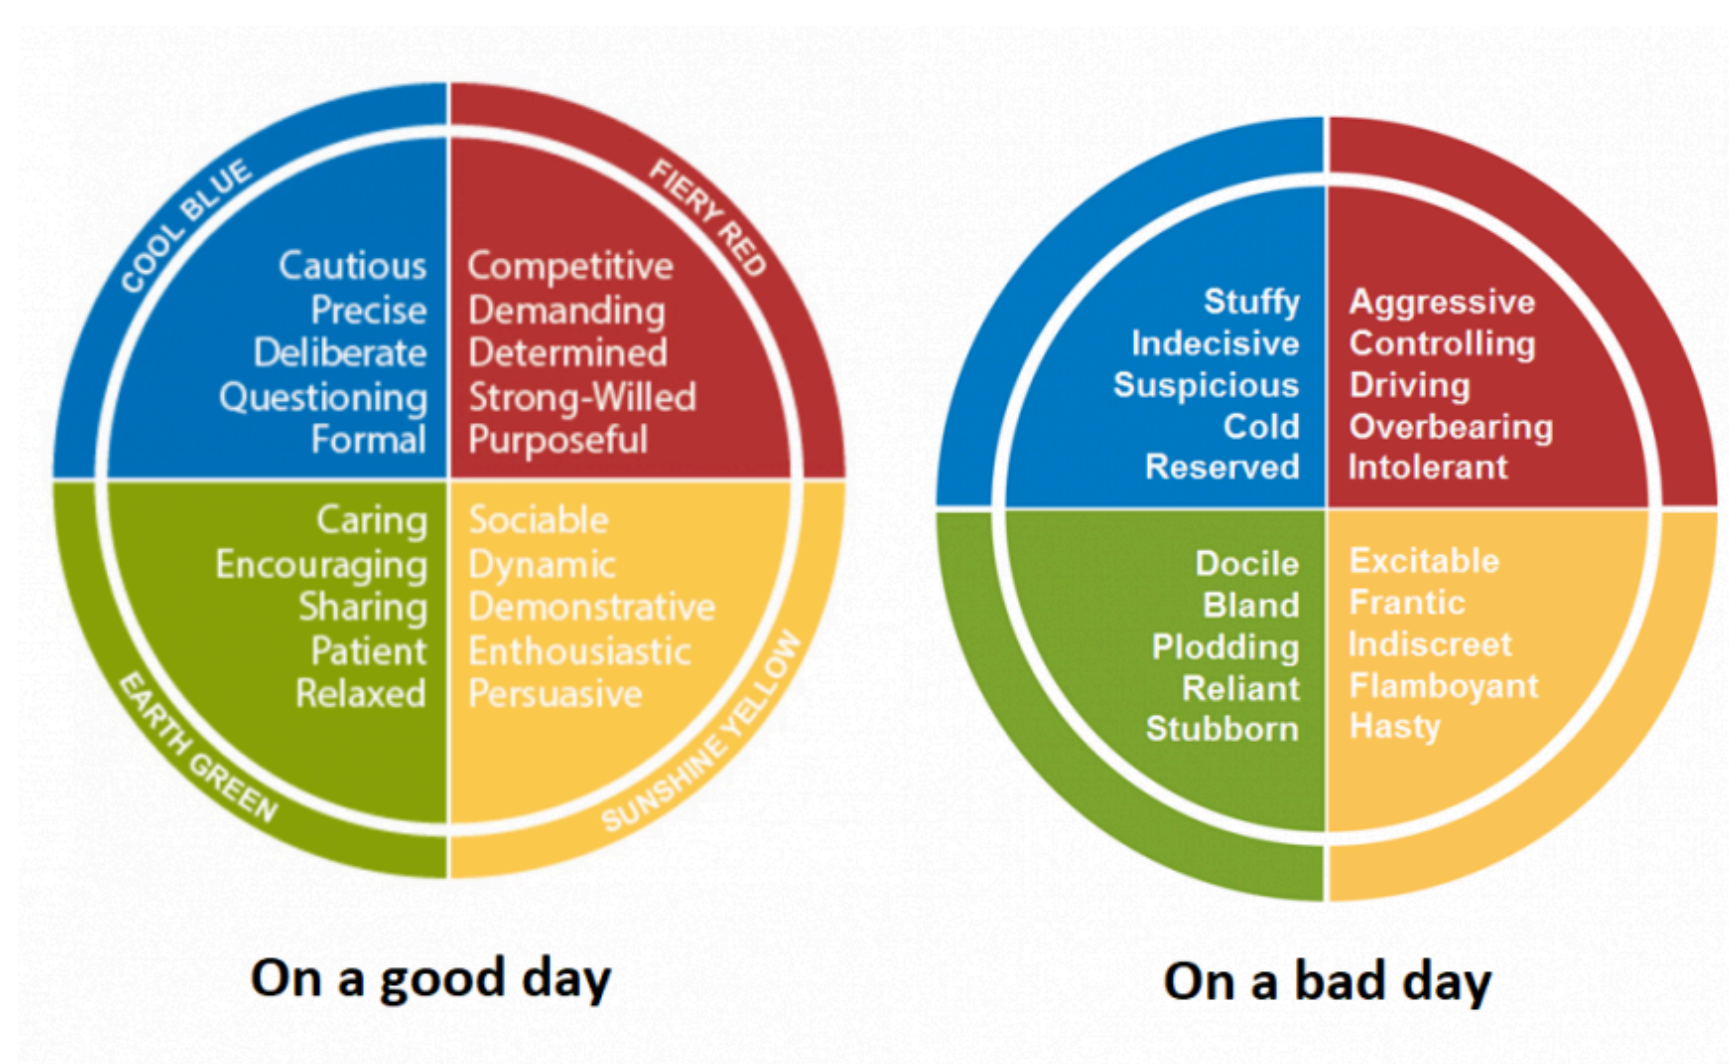 COOL BLUE
FIERY RED
Cautious
Precise
Deliberate
Questioning
Formal
Competitive
Demanding
Determined
Strong-Willed
Purposeful
Caring
Encouraging
Sharing
Patient
Relaxed
Sociable
Dynamic
Demonstrative
Enthousiastic
Persuasive
EARTH GREEN
SUNSHINE YELLOW
On a good day
Stuffy
Indecisive
Suspicious
Cold
Reserved
Aggressive
Controlling
Driving
Overbearing
Intolerant
Docile
Bland
Plodding
Reliant
Stubborn
Excitable
Frantic
Indiscreet
Flamboyant
Hasty
On a bad day